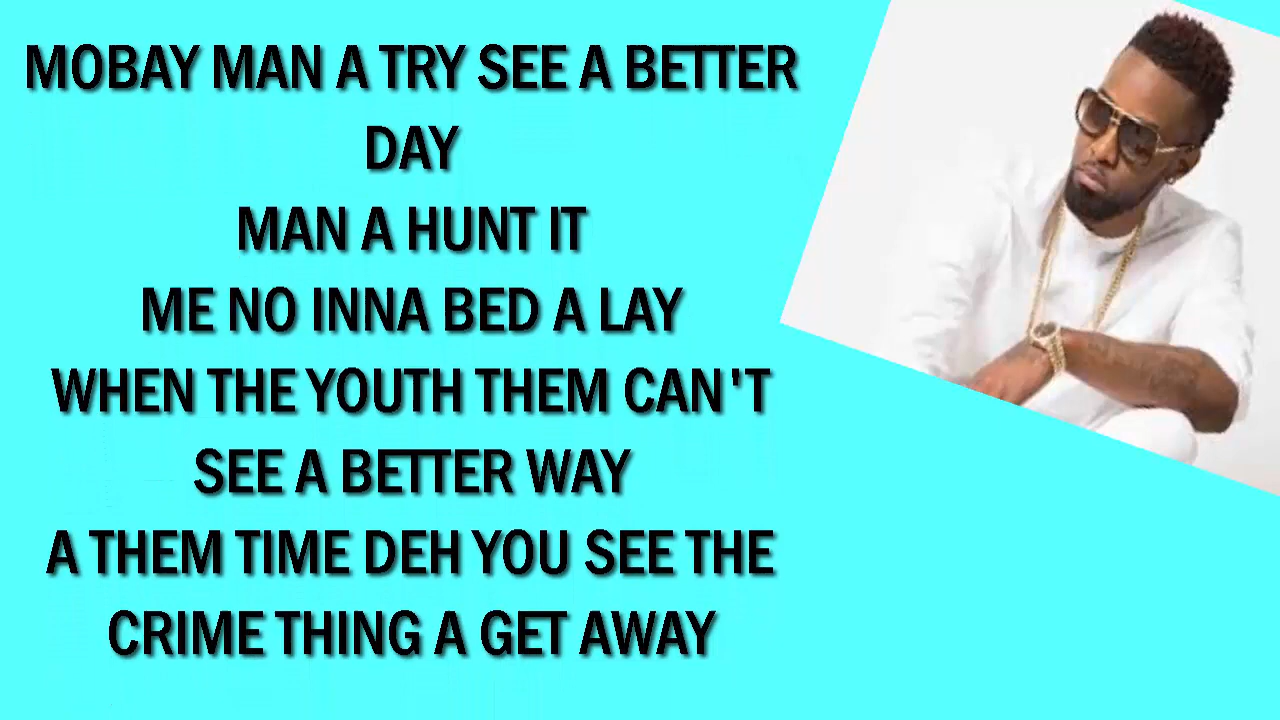 MOBAY MAN A TRY SEE A BETTER
DAY
MAN A HUNT IT
ME NO INNA BED A LAY
WHEN THE YOUTH THEM CAN'T
SEE A BETTER WAY
A THEM TIME DEH YOU SEE THE
CRIME THING A GET AWAY